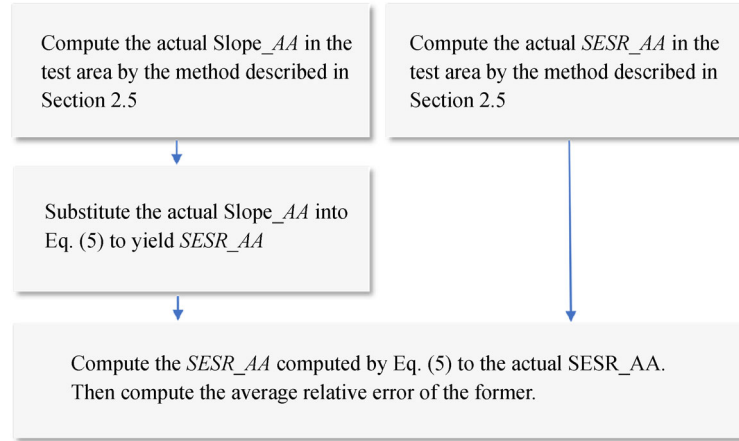 Compute the actual Slope_AA in the
test area by the method described in
Section 2.5
Compute the actual SESR_AA in the
test area by the method described in
Section 2.5
Substitute the actual Slope_AA into
Eq. (5) to yield SESR_AA
Compute the SESR_AA computed by Eq. (5) to the actual SESR_AA.
Then compute the average relative error of the former.